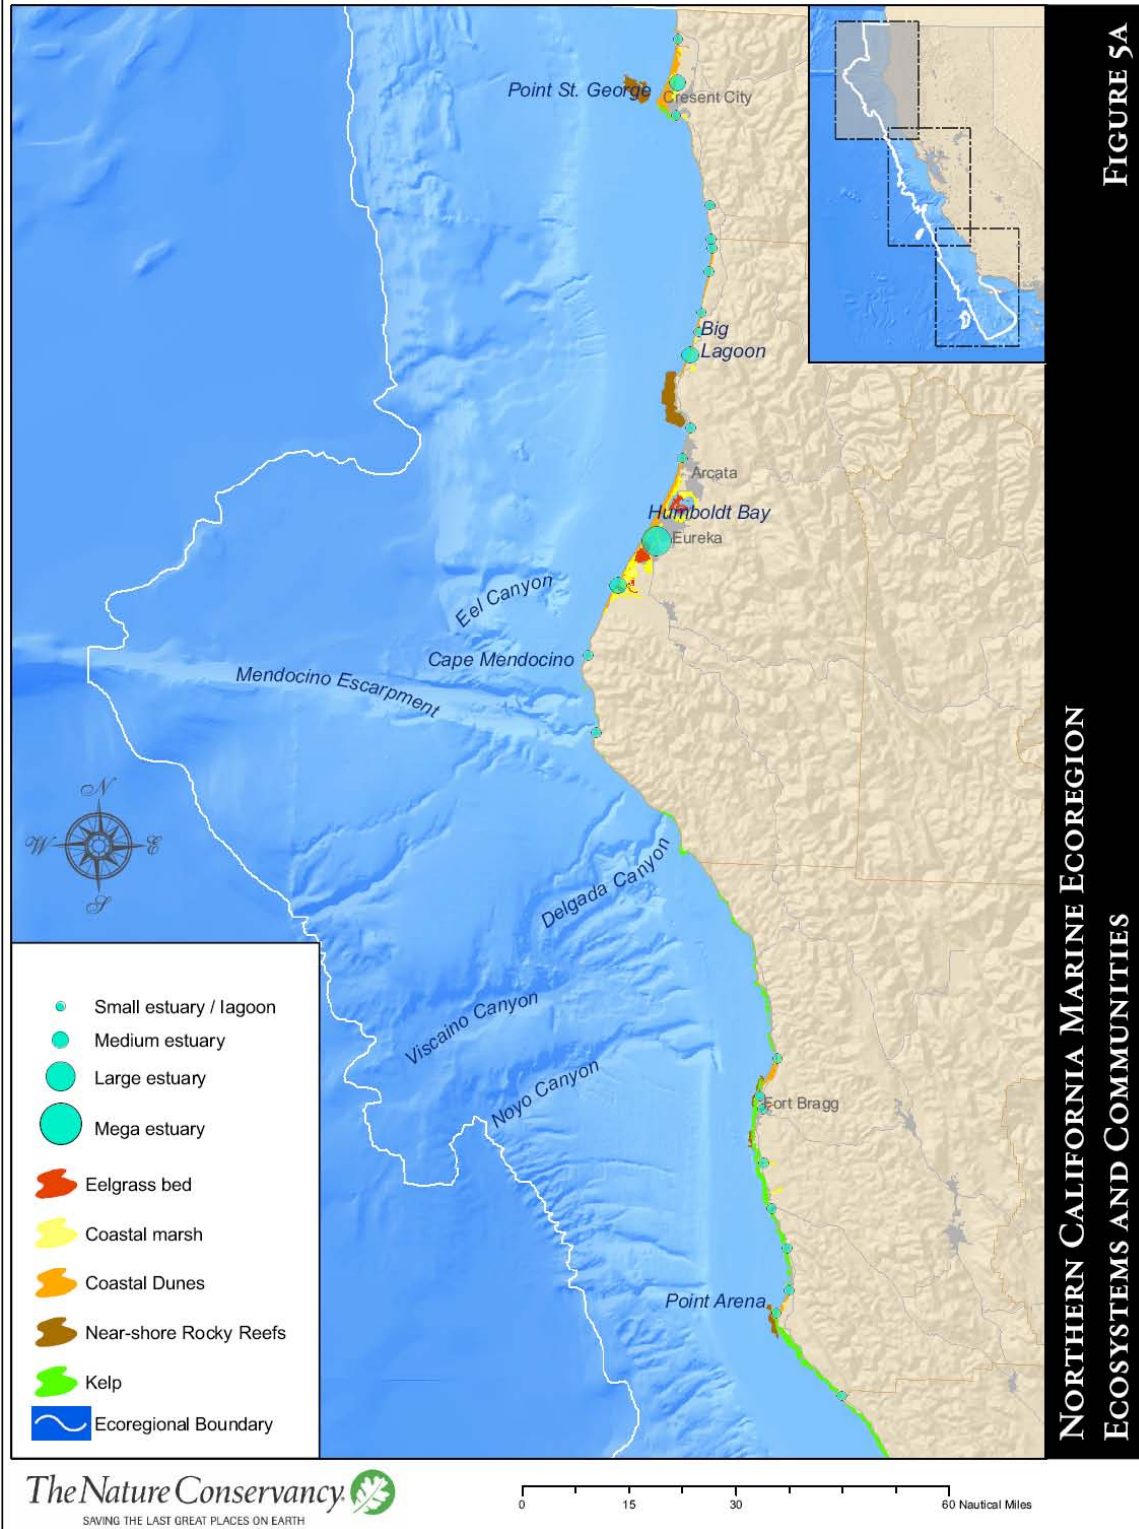 FIGURE 5A
NORTHERN CALIFORNIA MARINE ECOREGION
ECOSYSTEMS AND COMMUNITIES
Point St. George
Cresent City
Big
Lagoon
Arcata
Humboldt Bay
Eureka
Eel Canyon
Cape Mendocino
Mendocino Escarpment
N
W
E
S
Delgada Canyon
Viscaino Canyon
Noyo Canyon
Fort Bragg
Point Arena
Small estuary / lagoon
Medium estuary
Large estuary
Mega estuary
Eelgrass bed
Coastal marsh
Coastal Dunes
Near-shore Rocky Reefs
Kelp
Ecoregional Boundary
The Nature Conservancy
SAVING THE LAST GREAT PLACES ON EARTH
0 15 30 60 Nautical Miles